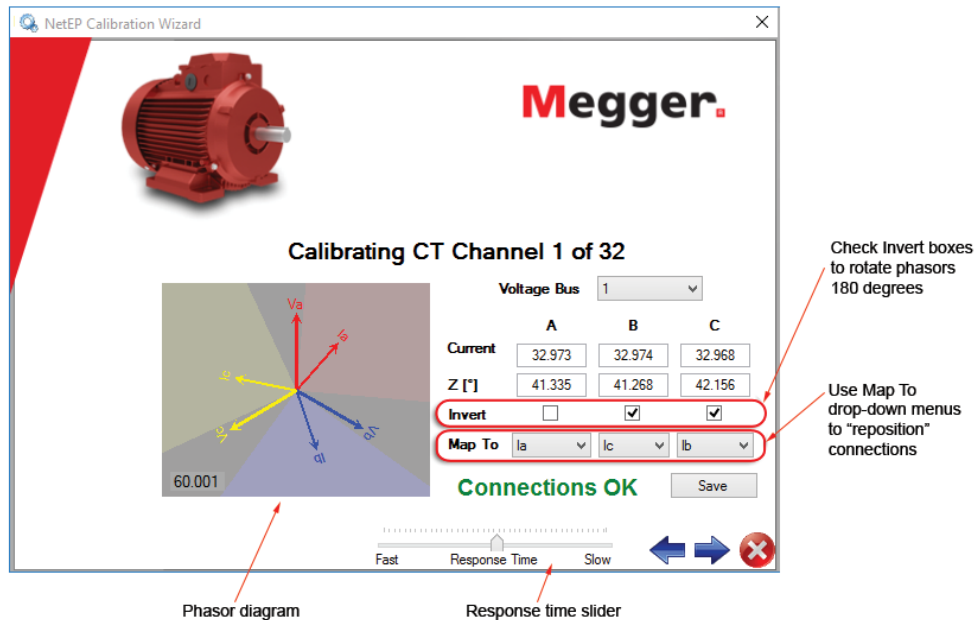 NetEP Calibration Wizard
Megger.
Calibrating CT Channel 1 of 32
Voltage Bus 1
A B C
Current 32.973 32.974 32.968
Z [°] 41.335 41.268 42.156
Invert
Map To Ia Ic Ib
Connections OK Save
Va
Ia
Ic
Vc
Ib
Vb
60.001
Fast Response Time Slow
Check Invert boxes
to rotate phasors
180 degrees
Use Map To
drop-down menus
to “reposition”
connections
Phasor diagram
Response time slider